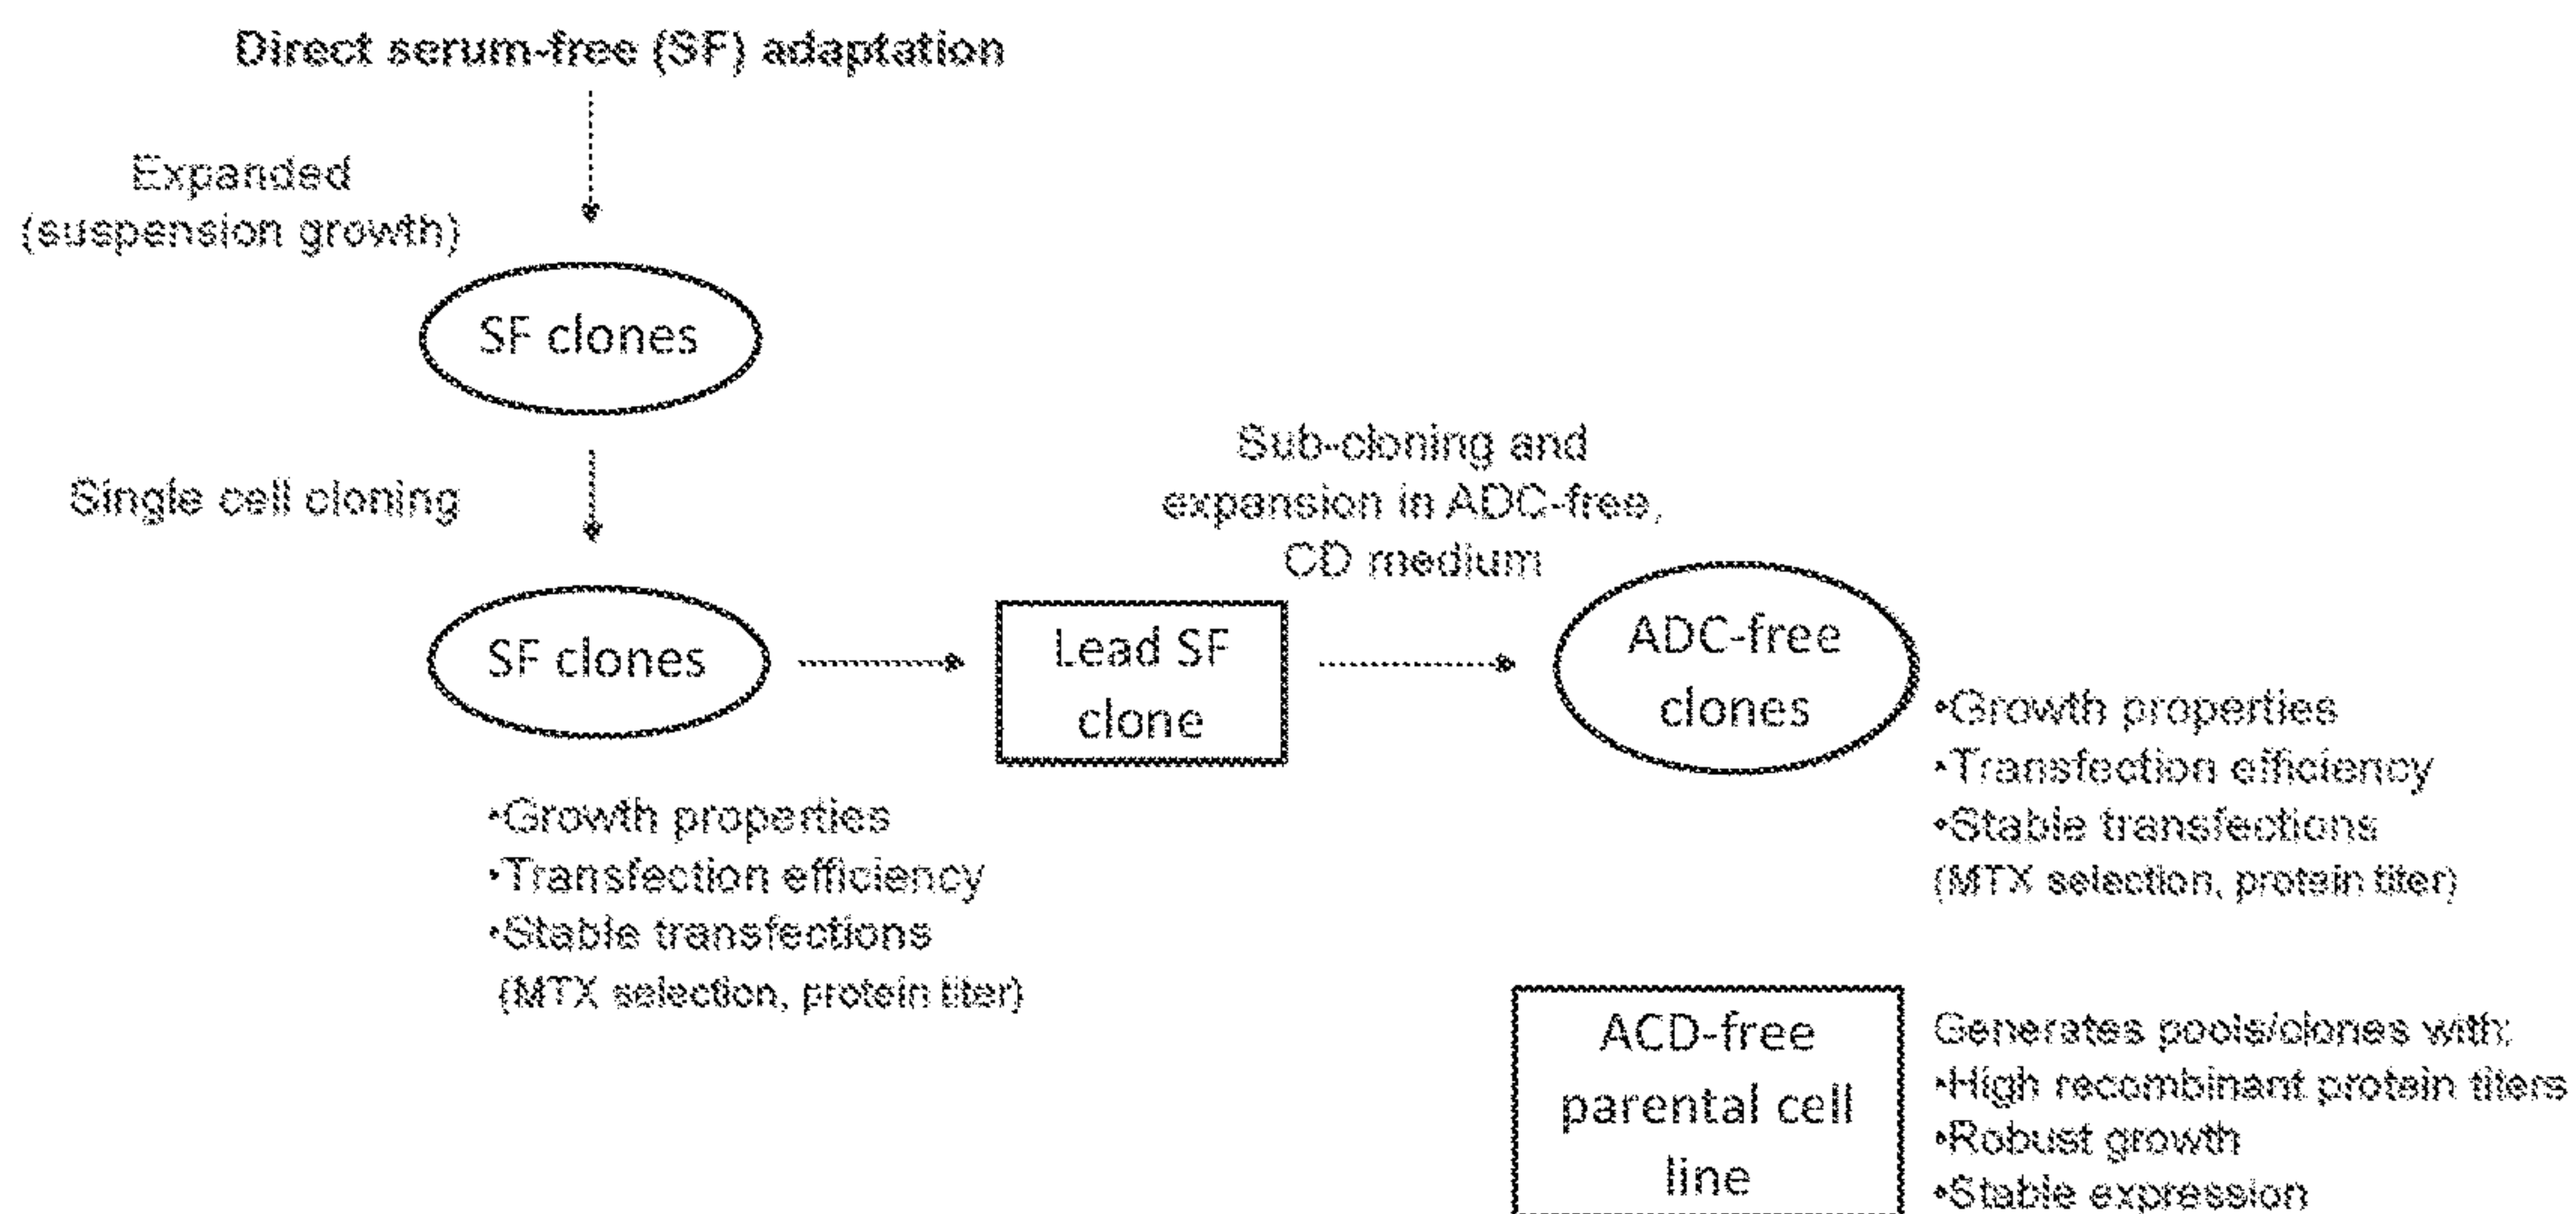 Direct serum-free (SF) adaptation
Expanded
(suspension growth)
SF clones
Single cell cloning
SF clones
•Growth properties
•Transfection efficiency
•Stable transfections
(MTX selection, protein titer)
Lead SF
clone
Sub-cloning and
expansion in ADC-free,
CD medium
ADC-free
clones
•Growth properties
•Transfection efficiency
•Stable transfections
(MTX selection, protein titer)
ACD-free
parental cell
line
Generates pools/clones with:
•High recombinant protein titers
•Robust growth
•Stable expression